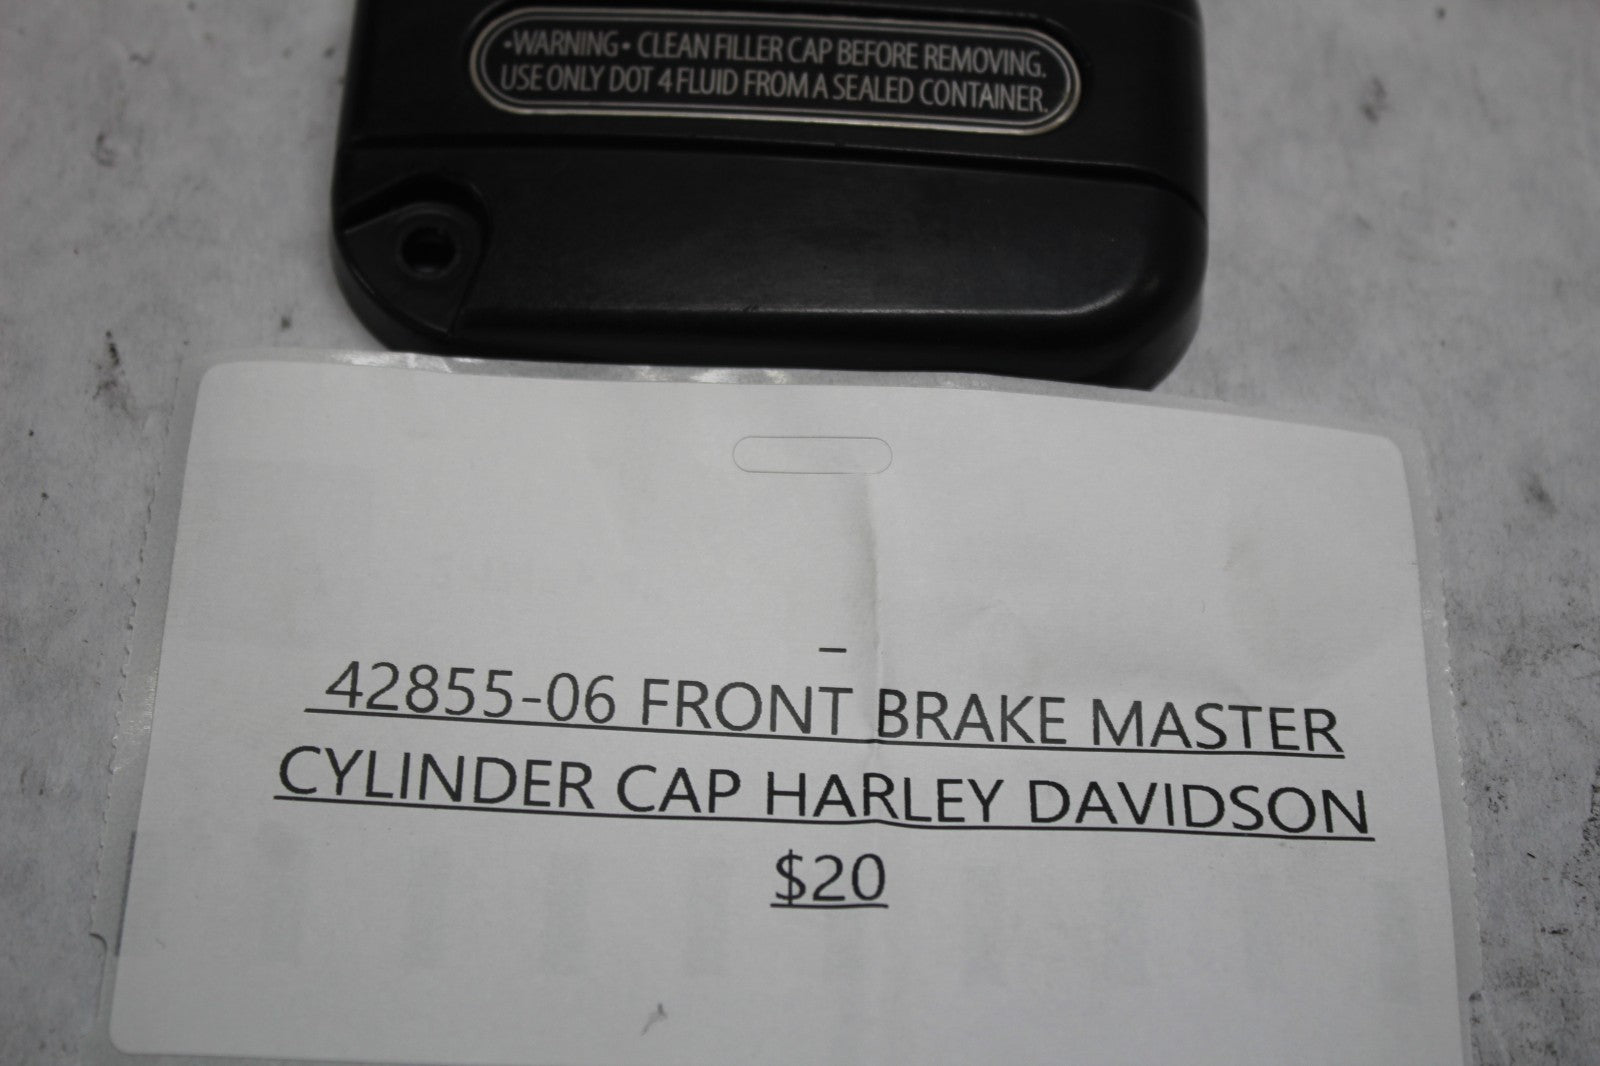 •WARNING• CLEAN FILLER CAP BEFORE REMOVING.
USE ONLY DOT 4 FLUID FROM A SEALED CONTAINER.
–
42855-06 FRONT BRAKE MASTER
CYLINDER CAP HARLEY DAVIDSON
$20